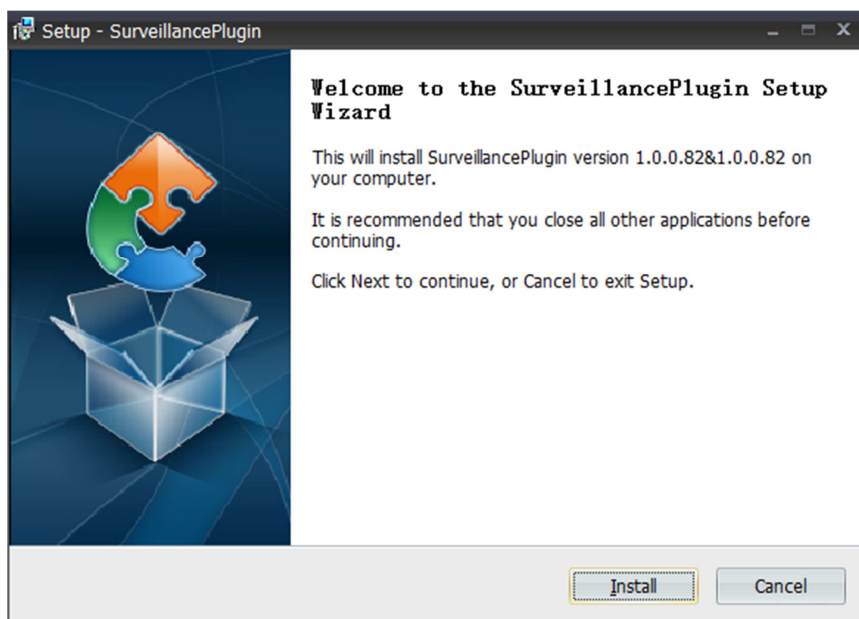 Setup - SurveillancePlugin
Welcome to the SurveillancePlugin Setup
Wizard
This will install SurveillancePlugin version 1.0.0.82&1.0.0.82 on
your computer.
It is recommended that you close all other applications before
continuing.
Click Next to continue, or Cancel to exit Setup.
Install
Cancel